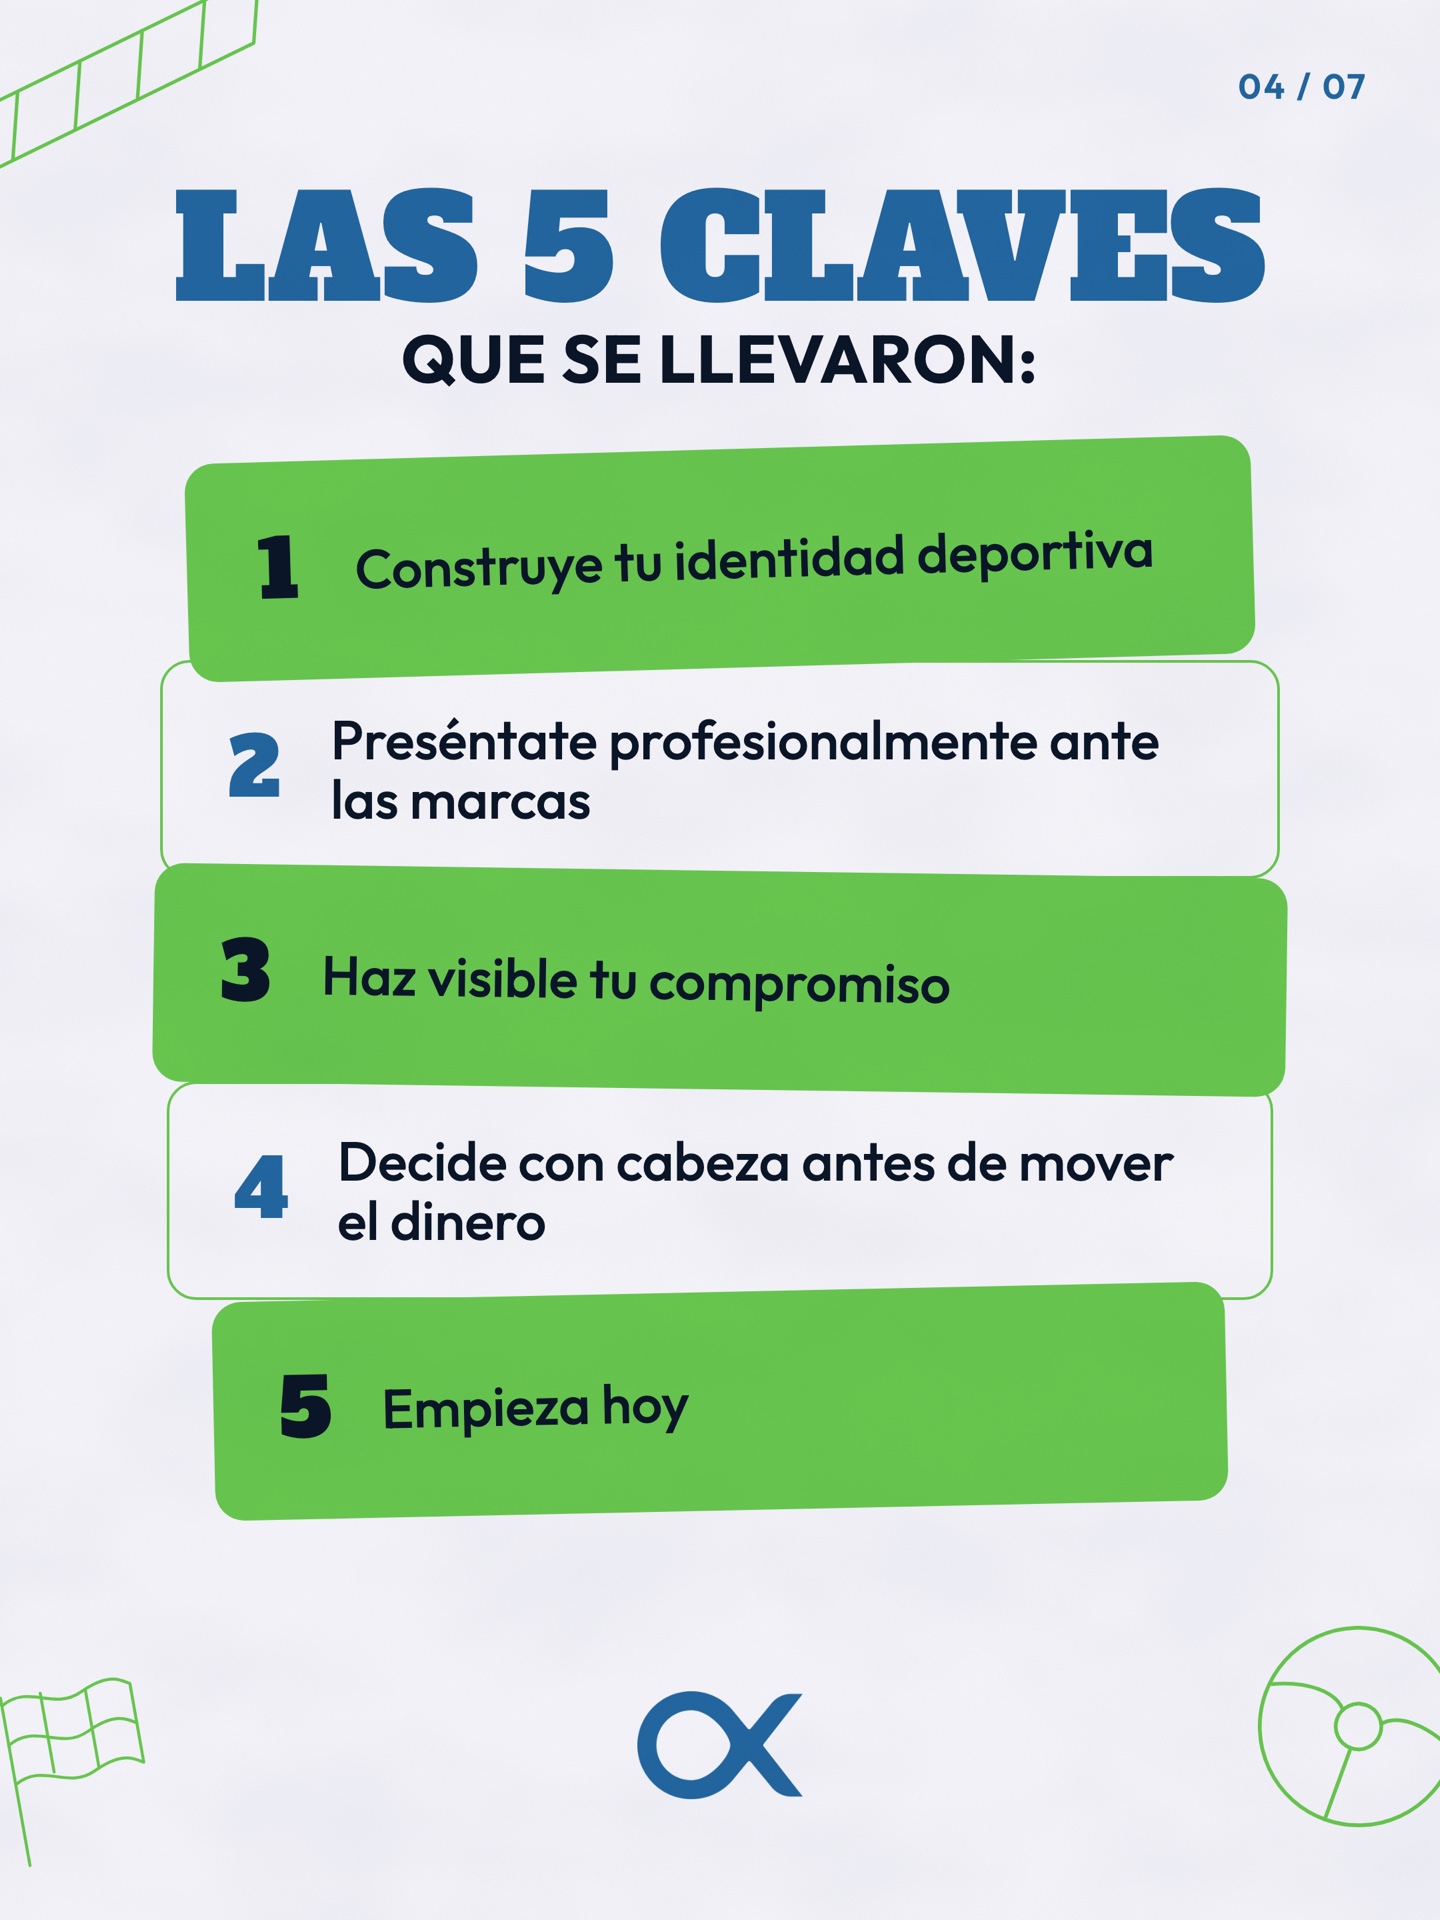 04 / 07
LAS 5 CLAVES
QUE SE LLEVARON:
1 Construye tu identidad deportiva
2 Preséntate profesionalmente ante
las marcas
3 Haz visible tu compromiso
4 Decide con cabeza antes de mover
el dinero
5 Empieza hoy